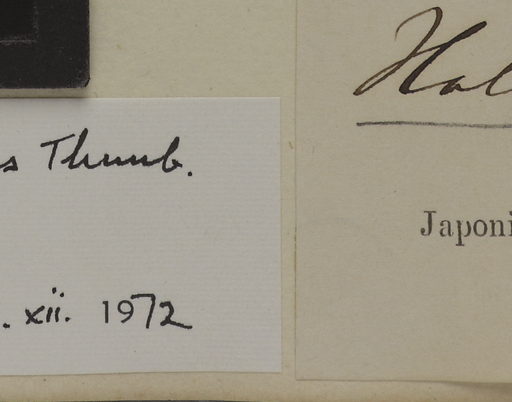 s Thunb.
. xii. 1972
Hal
Japoni